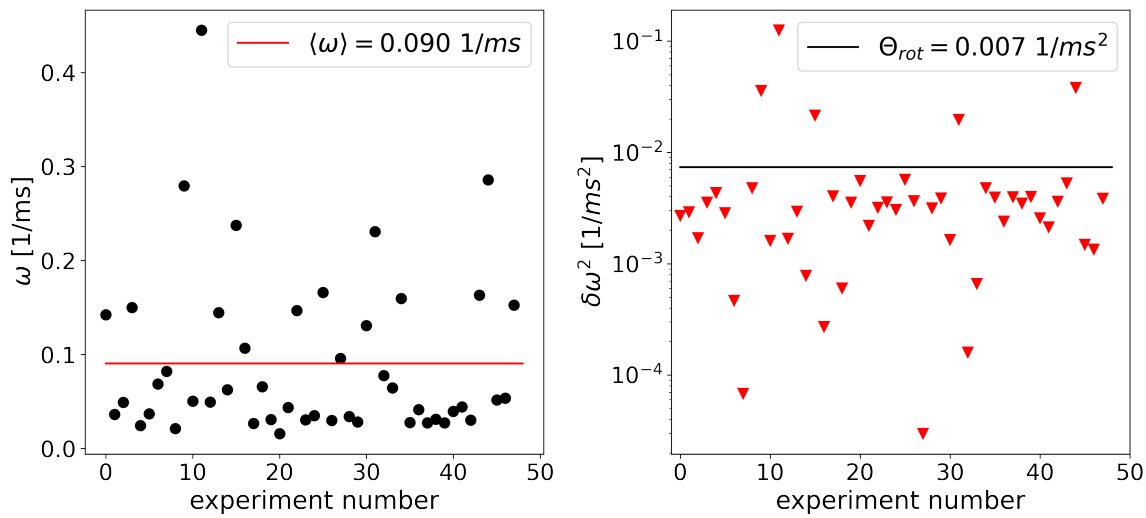 ⟨ω⟩ = 0.090 1/ms
0.4
0.3
0.2
0.1
0.0
ω [1/ms]
0 10 20 30 40 50
experiment number
Θ_rot = 0.007 1/ms²
10⁻¹
10⁻²
10⁻³
10⁻⁴
δω² [1/ms²]
0 10 20 30 40 50
experiment number